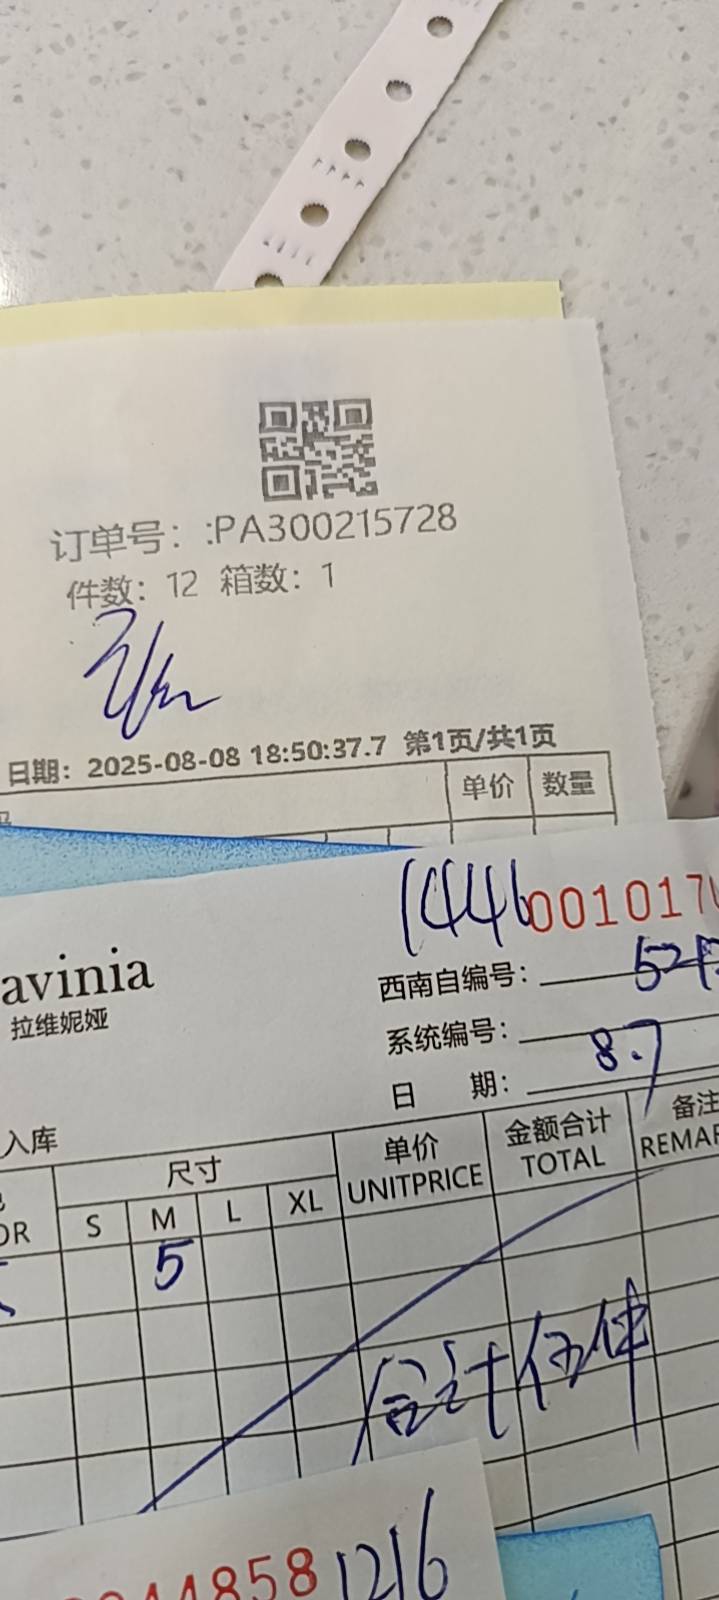 订单号：:PA300215728
件数：12 箱数：1
日期：2025-08-08 18:50:37.7 第1页/共1页
单价 数量
1446
001017
avinia
拉维妮娅
西南自编号：
系统编号：
8.7
日 期：
入库
尺寸 单价 金额合计 备注
UNITPRICE TOTAL REMAR
OR S M L XL
5
合计伍件
44858 1216